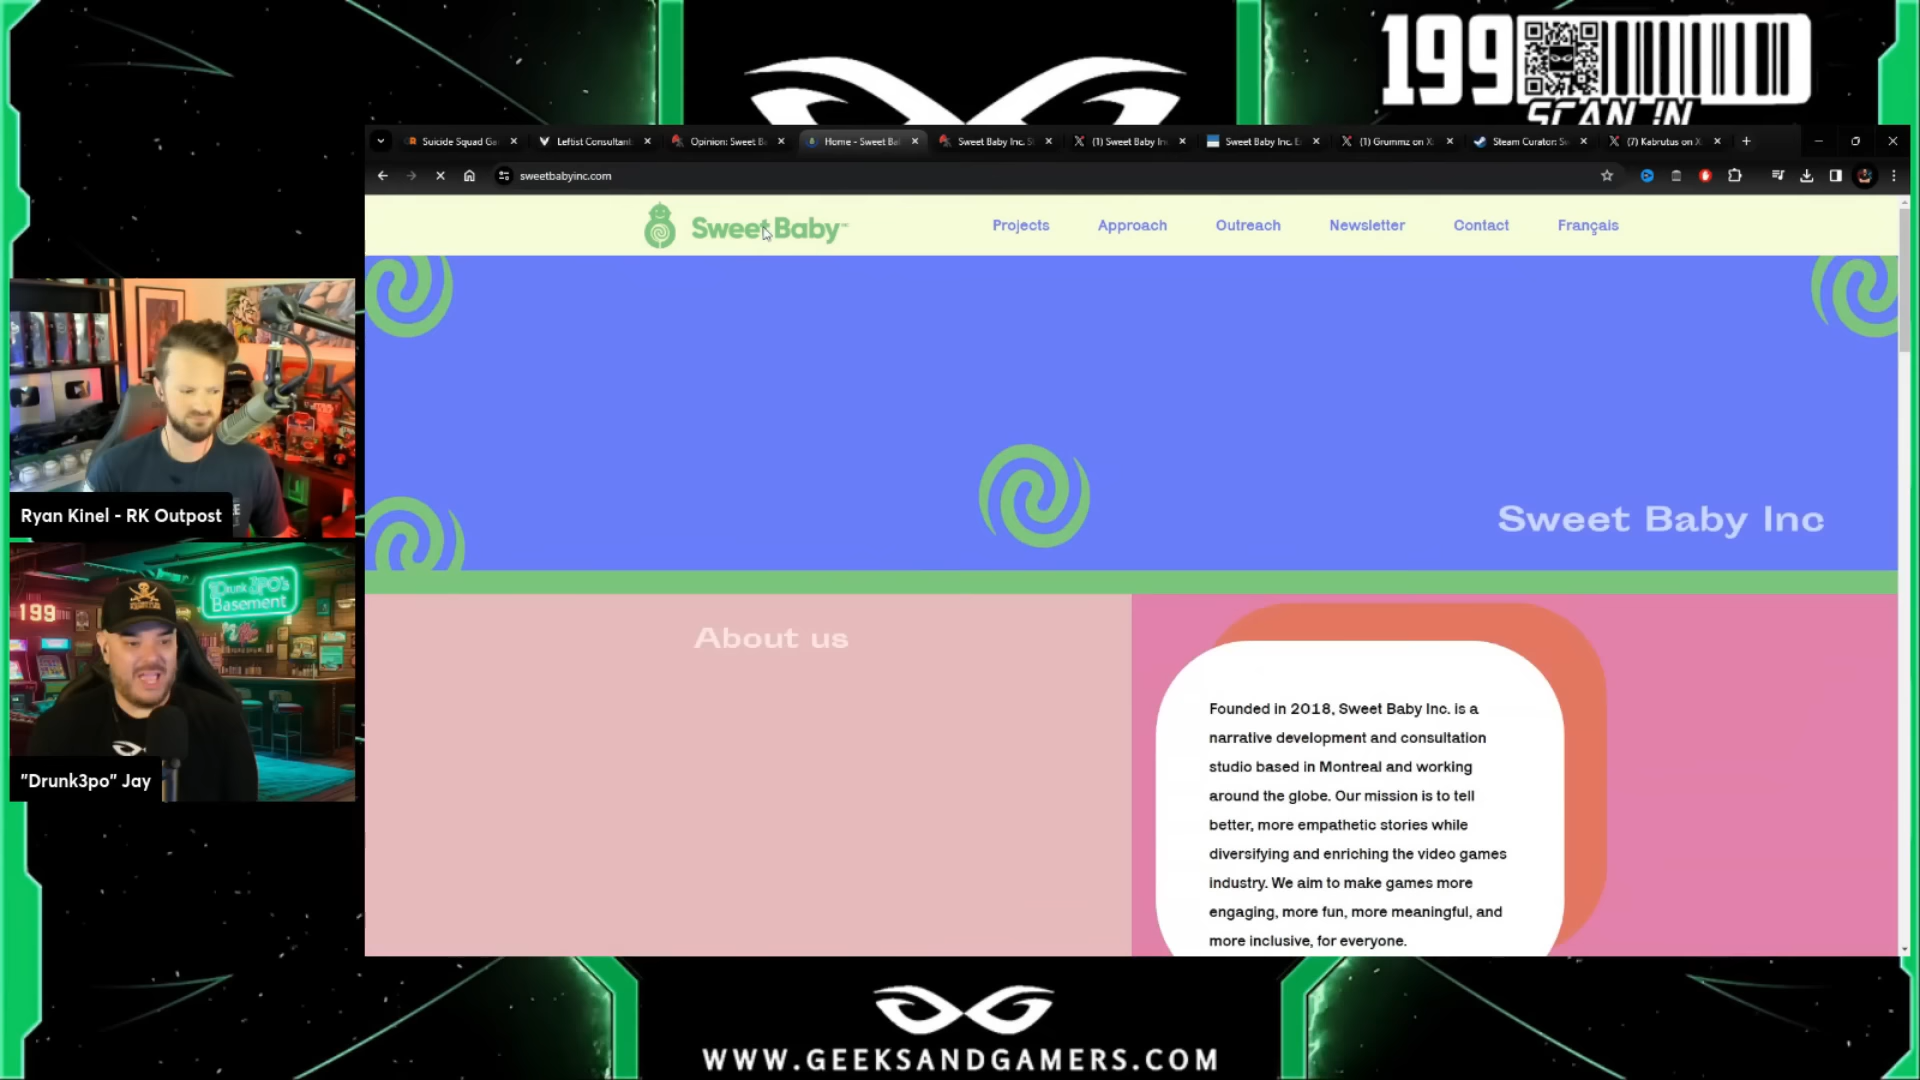 199
SCAN IN
Suicide Squad Ga
Leftist Consultant
Opinion: Sweet B
Home - Sweet Ba
Sweet Baby Inc. S
(1) Sweet Baby In
Sweet Baby Inc. E
(1) Grummz on X
Steam Curator: S
(7) Kabrutus on X
sweetbabyinc.com
Sweet Baby
Projects
Approach
Outreach
Newsletter
Contact
Français
Sweet Baby Inc
About us
Founded in 2018, Sweet Baby Inc. is a
narrative development and consultation
studio based in Montreal and working
around the globe. Our mission is to tell
better, more empathetic stories while
diversifying and enriching the video games
industry. We aim to make games more
engaging, more fun, more meaningful, and
more inclusive, for everyone.
Ryan Kinel - RK Outpost
199
Drunk 3PO's
Basement
"Drunk3po" Jay
WWW.GEEKSANDGAMERS.COM